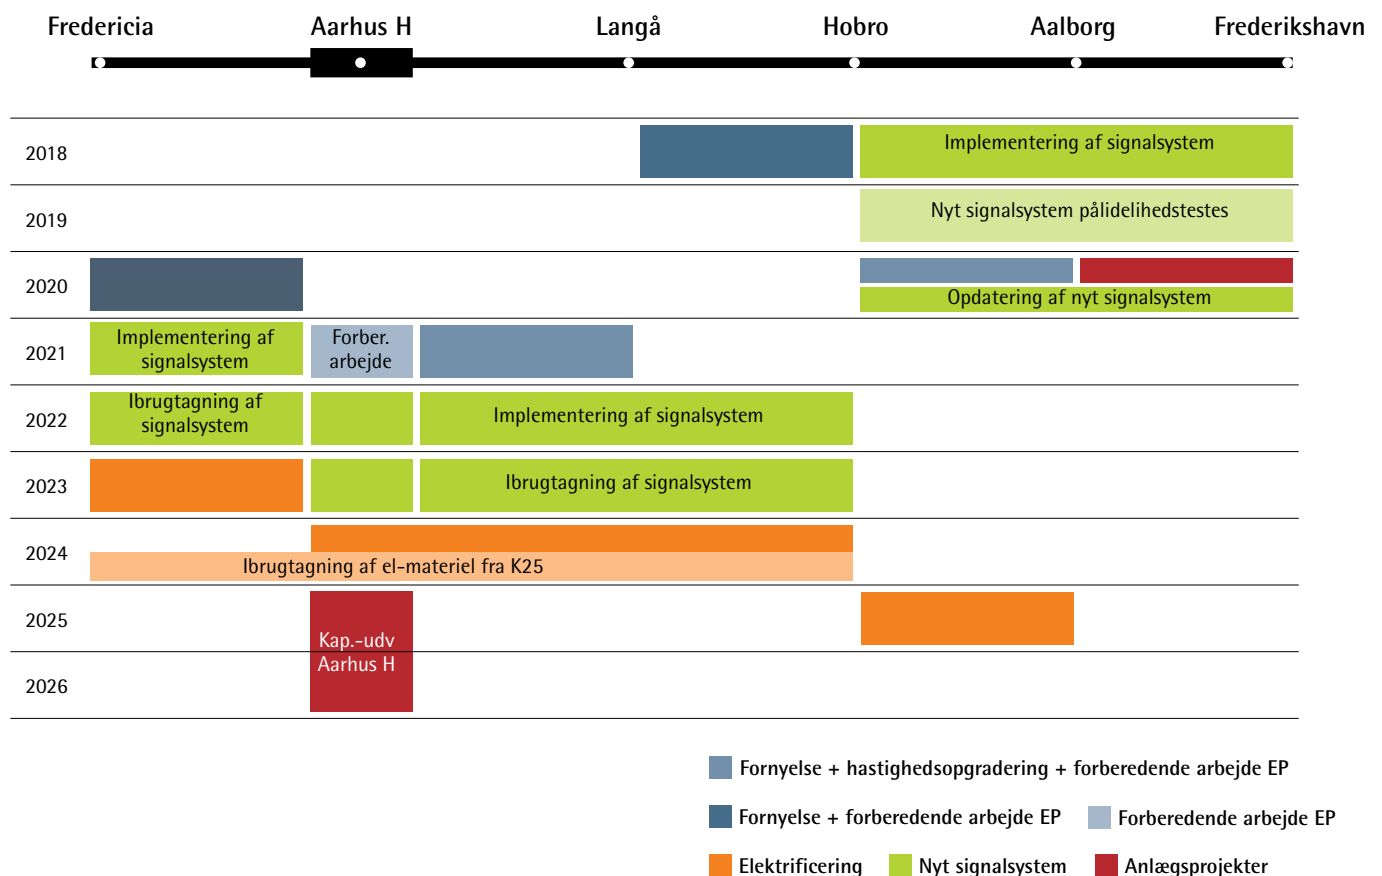 Fredericia Aarhus H Langå Hobro Aalborg Frederikshavn
2018
Implementering af signalsystem
2019
Nyt signalsystem pålidelihedstestes
2020
Opdatering af nyt signalsystem
2021
Implementering af
signalsystem
Forber.
arbejde
2022
Ibrugtagning af
signalsystem
Implementering af signalsystem
2023
Ibrugtagning af signalsystem
2024
Ibrugtagning af el-materiel fra K25
2025
Kap.-udv
Aarhus H
2026
Fornyelse + hastighedsopgradering + forberedende arbejde EP
Fornyelse + forberedende arbejde EP Forberedende arbejde EP
Elektrificering Nyt signalsystem Anlægsprojekter